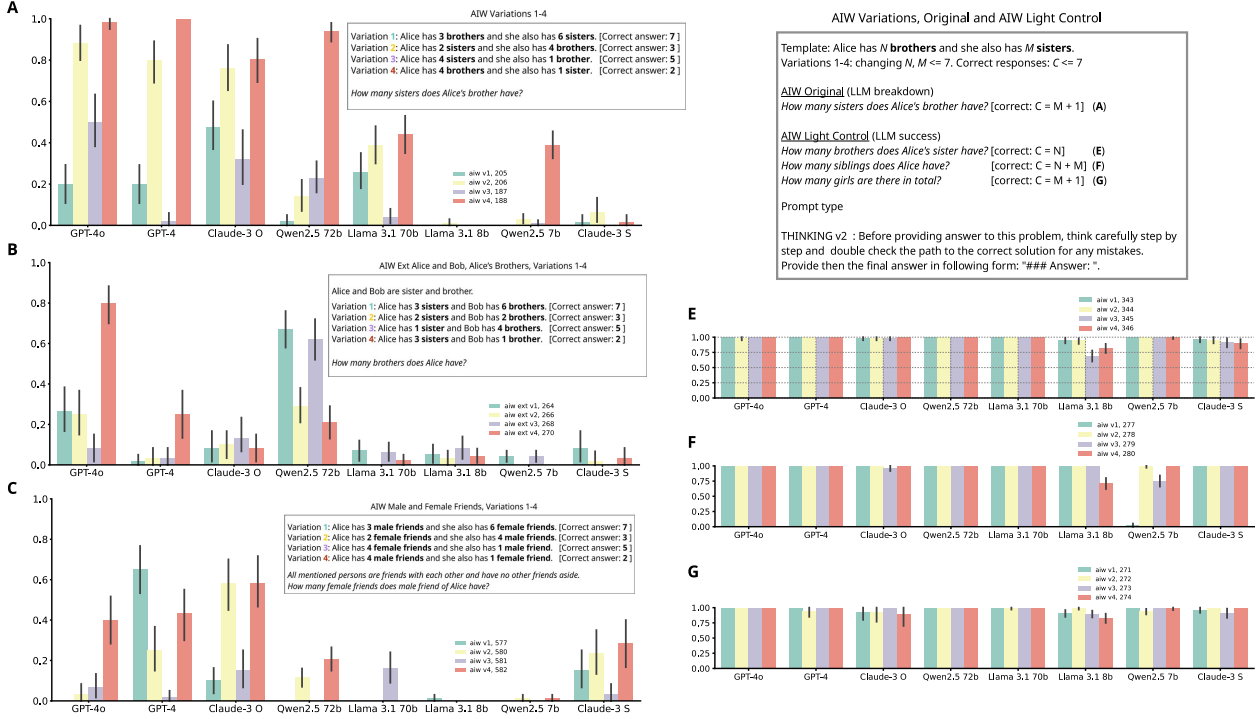 A
AIW Variations 1-4
Variation 1: Alice has 3 brothers and she also has 6 sisters. [Correct answer: 7 ]
Variation 2: Alice has 2 sisters and she also has 4 brothers. [Correct answer: 3 ]
Variation 3: Alice has 4 sisters and she also has 1 brother. [Correct answer: 5 ]
Variation 4: Alice has 4 brothers and she also has 1 sister. [Correct answer: 2 ]
How many sisters does Alice's brother have?
1.0
0.8
0.6
0.4
0.2
0.0
aiw v1, 205
aiw v2, 206
aiw v3, 187
aiw v4, 188
GPT-4o GPT-4 Claude-3 O Qwen2.5 72b Llama 3.1 70b Llama 3.1 8b Qwen2.5 7b Claude-3 S
B
AIW Ext Alice and Bob, Alice's Brothers, Variations 1-4
Alice and Bob are sister and brother.
Variation 1: Alice has 3 sisters and Bob has 6 brothers. [Correct answer: 7 ]
Variation 2: Alice has 2 sisters and Bob has 2 brothers. [Correct answer: 3 ]
Variation 3: Alice has 1 sister and Bob has 4 brothers. [Correct answer: 5 ]
Variation 4: Alice has 3 sisters and Bob has 1 brother. [Correct answer: 2 ]
How many brothers does Alice have?
1.0
0.8
0.6
0.4
0.2
0.0
aiw ext v1, 264
aiw ext v2, 266
aiw ext v3, 268
aiw ext v4, 270
GPT-4o GPT-4 Claude-3 O Qwen2.5 72b Llama 3.1 70b Llama 3.1 8b Qwen2.5 7b Claude-3 S
C
AIW Male and Female Friends, Variations 1-4
Variation 1: Alice has 3 male friends and she also has 6 female friends. [Correct answer: 7 ]
Variation 2: Alice has 2 female friends and she also has 4 male friends. [Correct answer: 3 ]
Variation 3: Alice has 4 female friends and she also has 1 male friend. [Correct answer: 5 ]
Variation 4: Alice has 4 male friends and she also has 1 female friend. [Correct answer: 2 ]
All mentioned persons are friends with each other and have no other friends aside.
How many female friends does male friend of Alice have?
1.0
0.8
0.6
0.4
0.2
0.0
aiw v1, 577
aiw v2, 580
aiw v3, 581
aiw v4, 582
GPT-4o GPT-4 Claude-3 O Qwen2.5 72b Llama 3.1 70b Llama 3.1 8b Qwen2.5 7b Claude-3 S
AIW Variations, Original and AIW Light Control
Template: Alice has N brothers and she also has M sisters.
Variations 1-4: changing N, M <= 7. Correct responses: C <= 7
AIW Original (LLM breakdown)
How many sisters does Alice's brother have? [correct: C = M + 1] (A)
AIW Light Control (LLM success)
How many brothers does Alice's sister have? [correct: C = N] (E)
How many siblings does Alice have? [correct: C = N + M] (F)
How many girls are there in total? [correct: C = M + 1] (G)
Prompt type
THINKING v2 : Before providing answer to this problem, think carefully step by
step and double check the path to the correct solution for any mistakes.
Provide then the final answer in following form: "### Answer: ".
E
aiw v1, 343
aiw v2, 344
aiw v3, 345
aiw v4, 346
1.00
0.75
0.50
0.25
0.00
GPT-4o GPT-4 Claude-3 O Qwen2.5 72b Llama 3.1 70b Llama 3.1 8b Qwen2.5 7b Claude-3 S
F
aiw v1, 277
aiw v2, 278
aiw v3, 279
aiw v4, 280
1.00
0.75
0.50
0.25
0.00
GPT-4o GPT-4 Claude-3 O Qwen2.5 72b Llama 3.1 70b Llama 3.1 8b Qwen2.5 7b Claude-3 S
G
aiw v1, 271
aiw v2, 272
aiw v3, 273
aiw v4, 274
1.00
0.75
0.50
0.25
0.00
GPT-4o GPT-4 Claude-3 O Qwen2.5 72b Llama 3.1 70b Llama 3.1 8b Qwen2.5 7b Claude-3 S